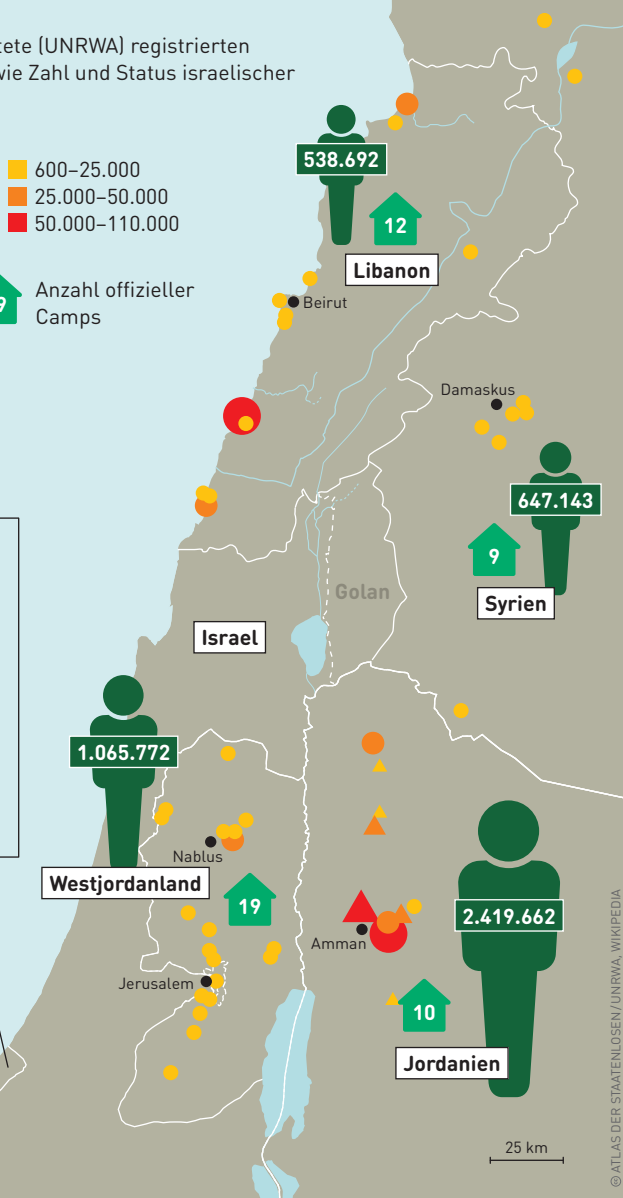 (UNRWA) registrierten
wie Zahl und Status israelischer
600–25.000
25.000–50.000
50.000–110.000
9
Anzahl offizieller
Camps
538.692
12
Libanon
Beirut
Damaskus
647.143
9
Syrien
Golan
Israel
1.065.772
Nablus
Westjordanland
19
2.419.662
Amman
Jerusalem
10
Jordanien
25 km
© ATLAS DER STAATENLOSEN / UNRWA, WIKIPEDIA